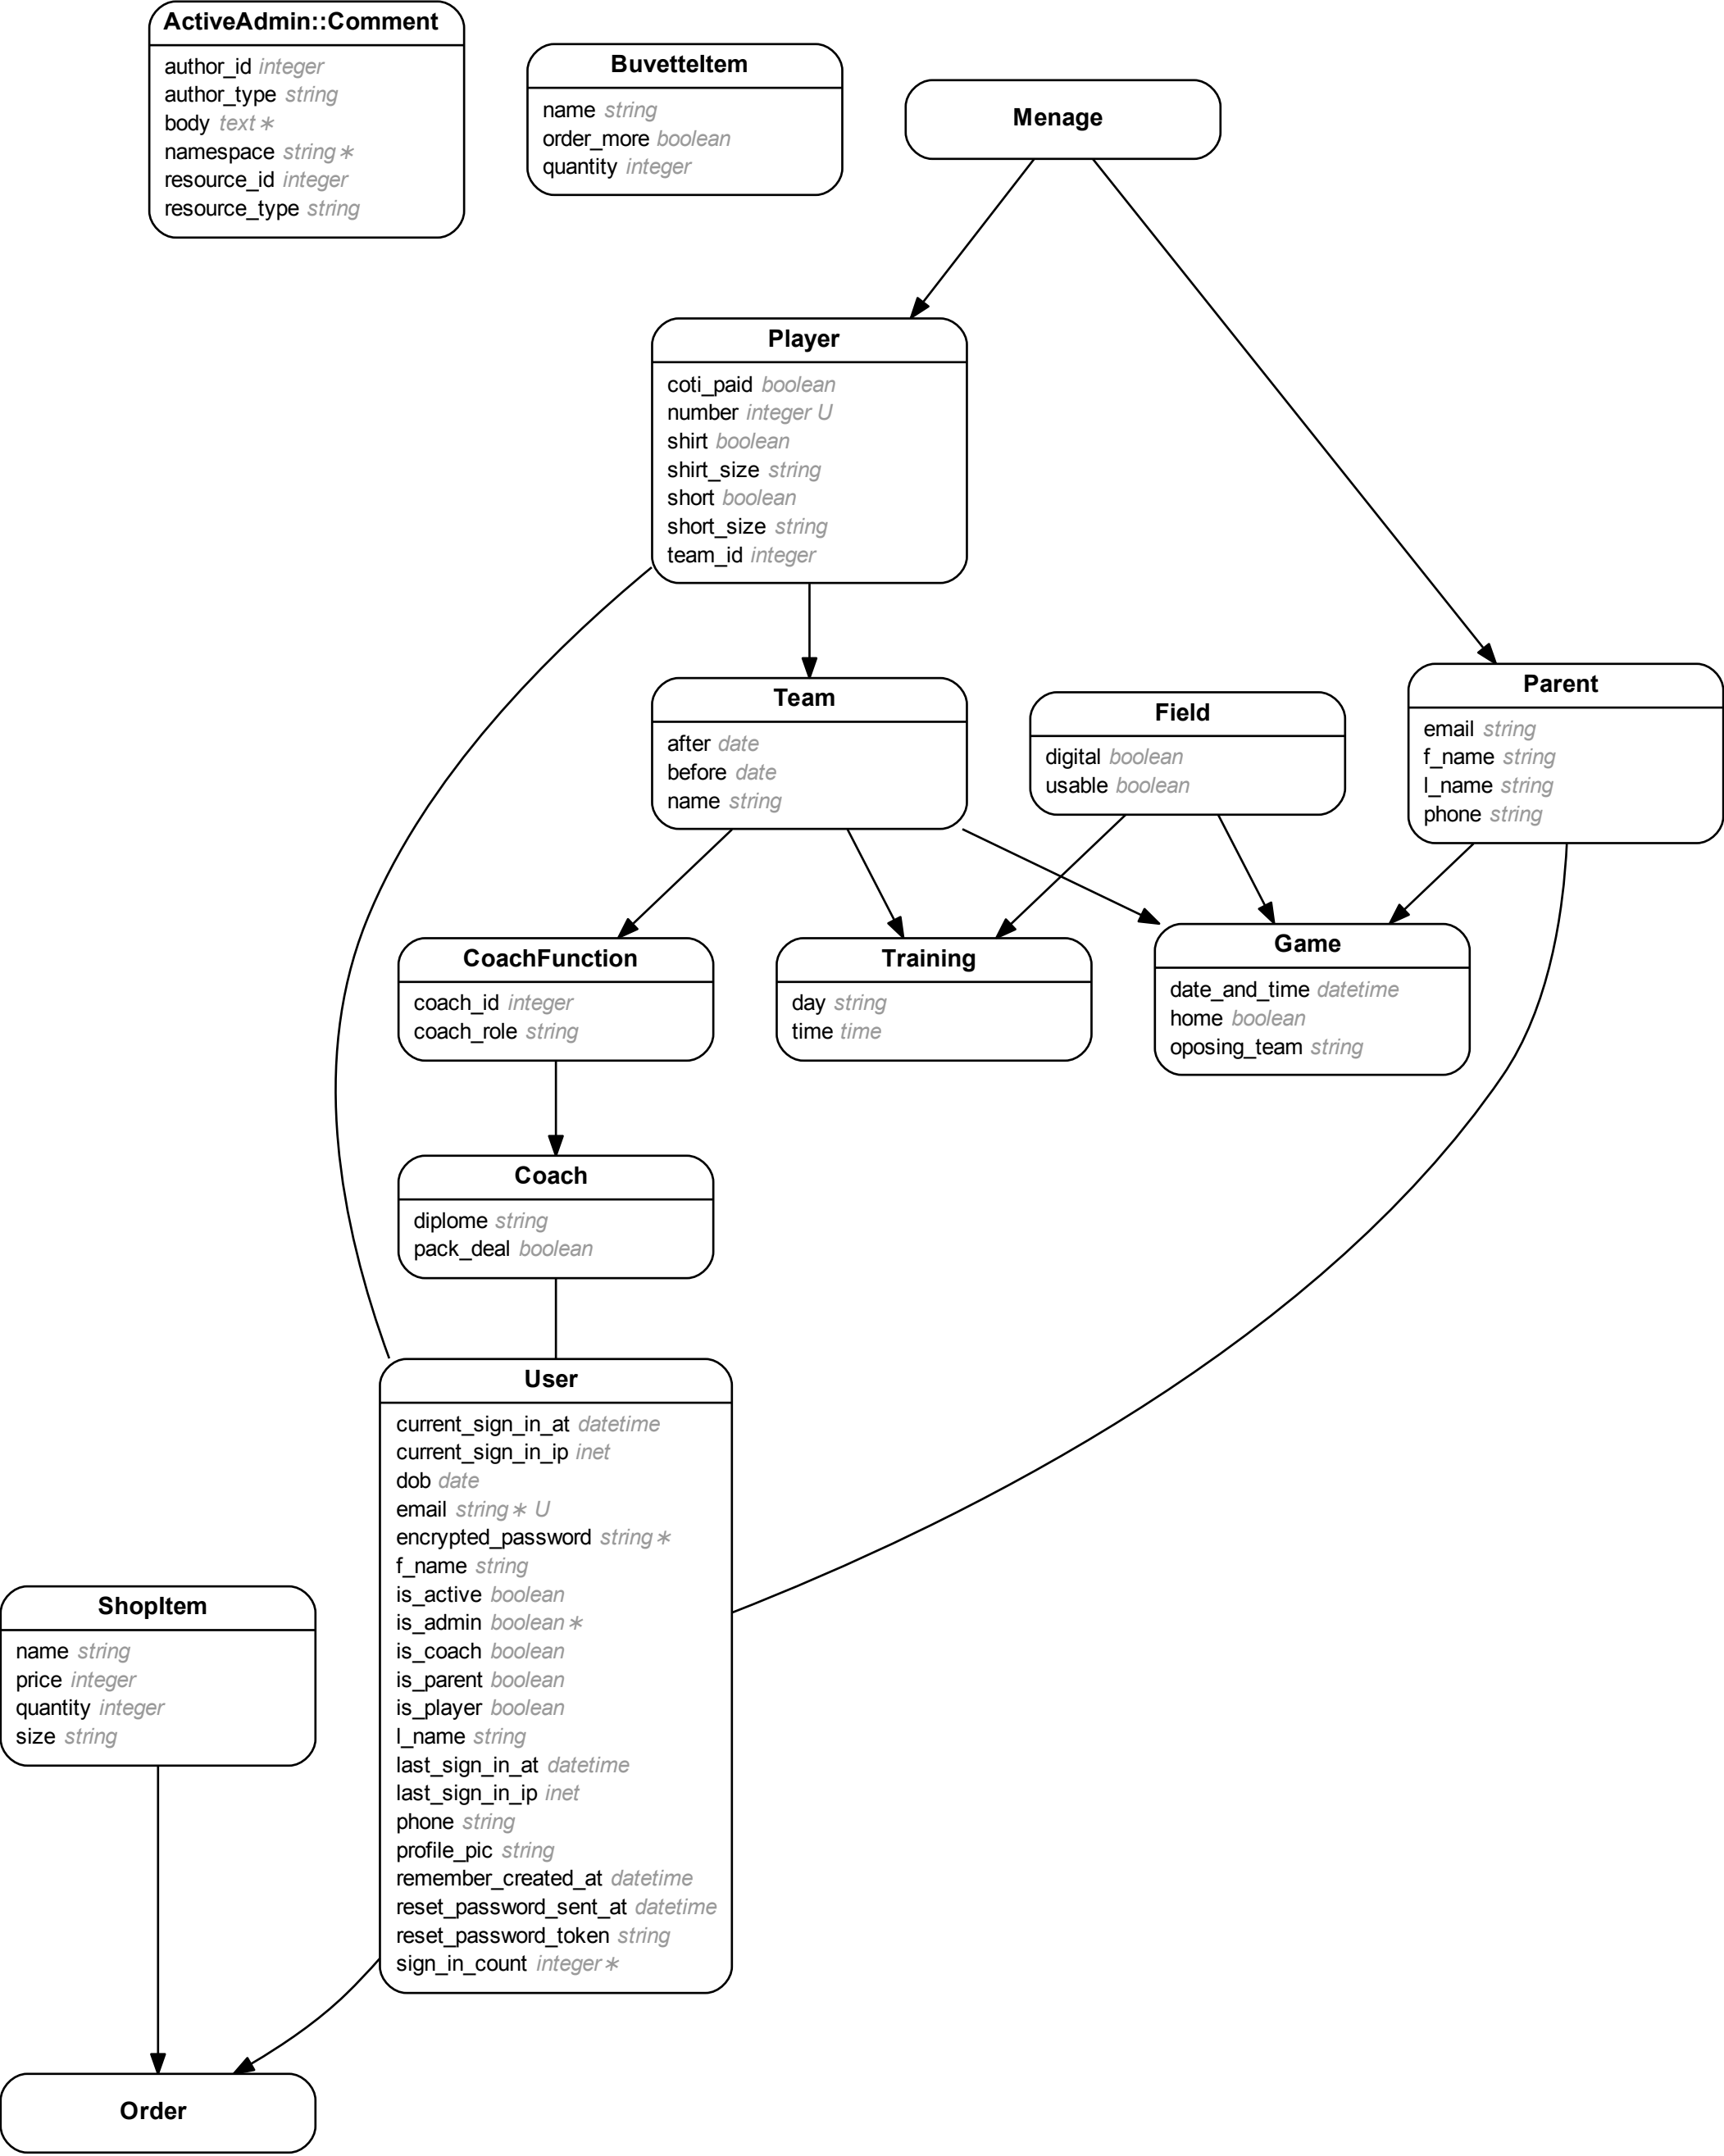 ActiveAdmin::Comment
author_id integer
author_type string
body text∗
namespace string∗
resource_id integer
resource_type string
BuvetteItem
name string
order_more boolean
quantity integer
Menage
Player
coti_paid boolean
number integer U
shirt boolean
shirt_size string
short boolean
short_size string
team_id integer
Team
after date
before date
name string
Field
digital boolean
usable boolean
Parent
email string
f_name string
l_name string
phone string
CoachFunction
coach_id integer
coach_role string
Training
day string
time time
Game
date_and_time datetime
home boolean
oposing_team string
Coach
diplome string
pack_deal boolean
User
current_sign_in_at datetime
current_sign_in_ip inet
dob date
email string∗ U
encrypted_password string∗
f_name string
is_active boolean
is_admin boolean∗
is_coach boolean
is_parent boolean
is_player boolean
l_name string
last_sign_in_at datetime
last_sign_in_ip inet
phone string
profile_pic string
remember_created_at datetime
reset_password_sent_at datetime
reset_password_token string
sign_in_count integer∗
ShopItem
name string
price integer
quantity integer
size string
Order